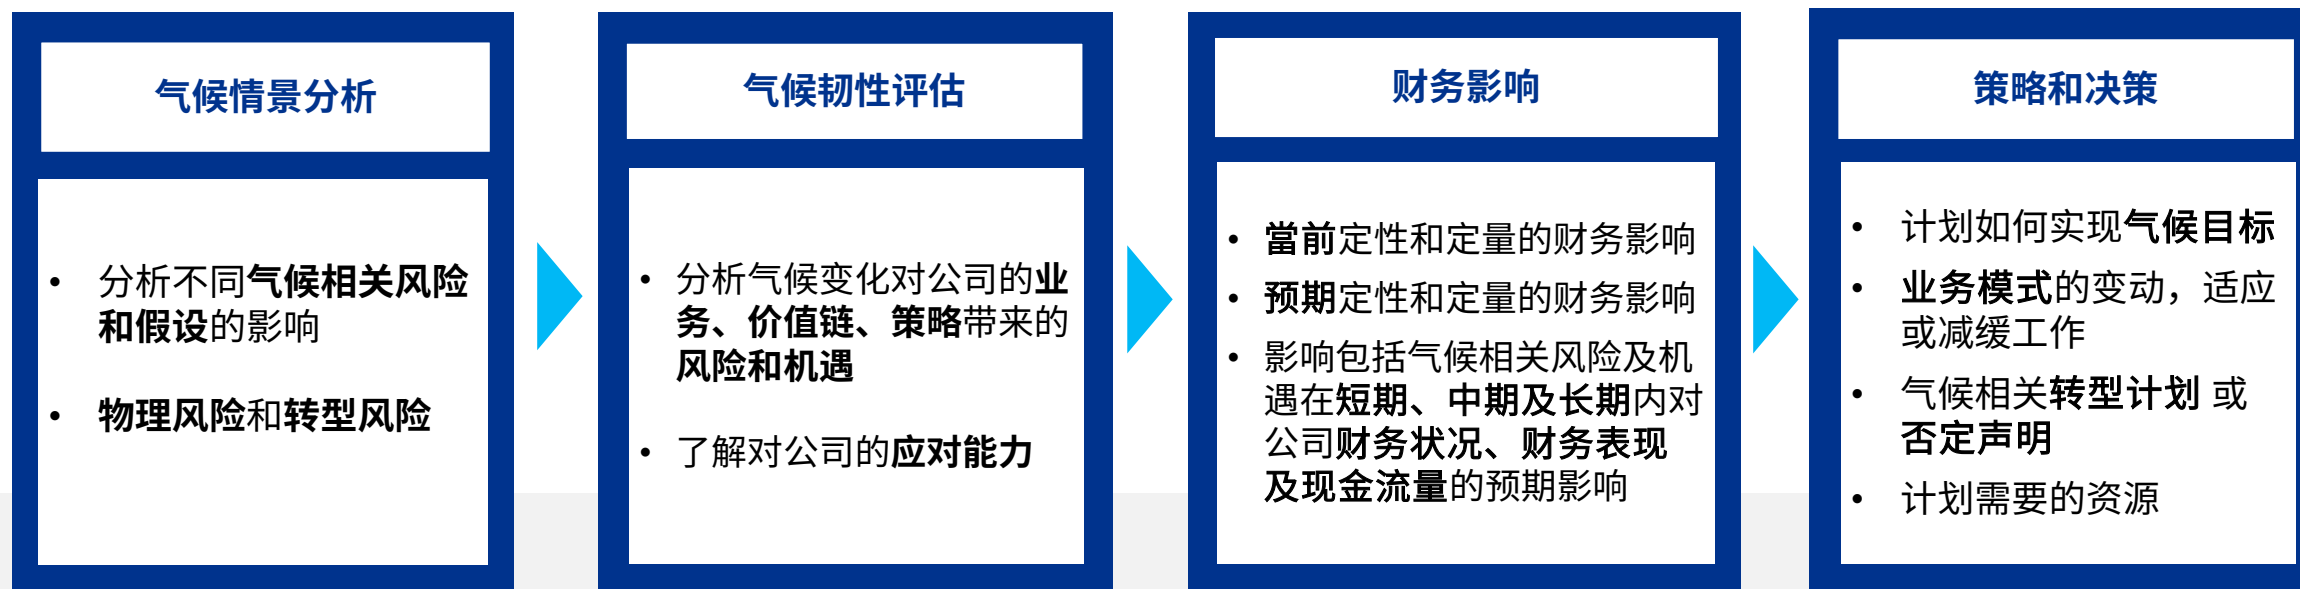 气候情景分析
• 分析不同气候相关风险
和假设的影响
• 物理风险和转型风险
气候韧性评估
• 分析气候变化对公司的业
务、价值链、策略带来的
风险和机遇
• 了解对公司的应对能力
财务影响
• 當前定性和定量的财务影响
• 预期定性和定量的财务影响
• 影响包括气候相关风险及机
遇在短期、中期及长期内对
公司财务状况、财务表现
及现金流量的预期影响
策略和决策
• 计划如何实现气候目标
• 业务模式的变动，适应
或减缓工作
• 气候相关转型计划 或
否定声明
• 计划需要的资源